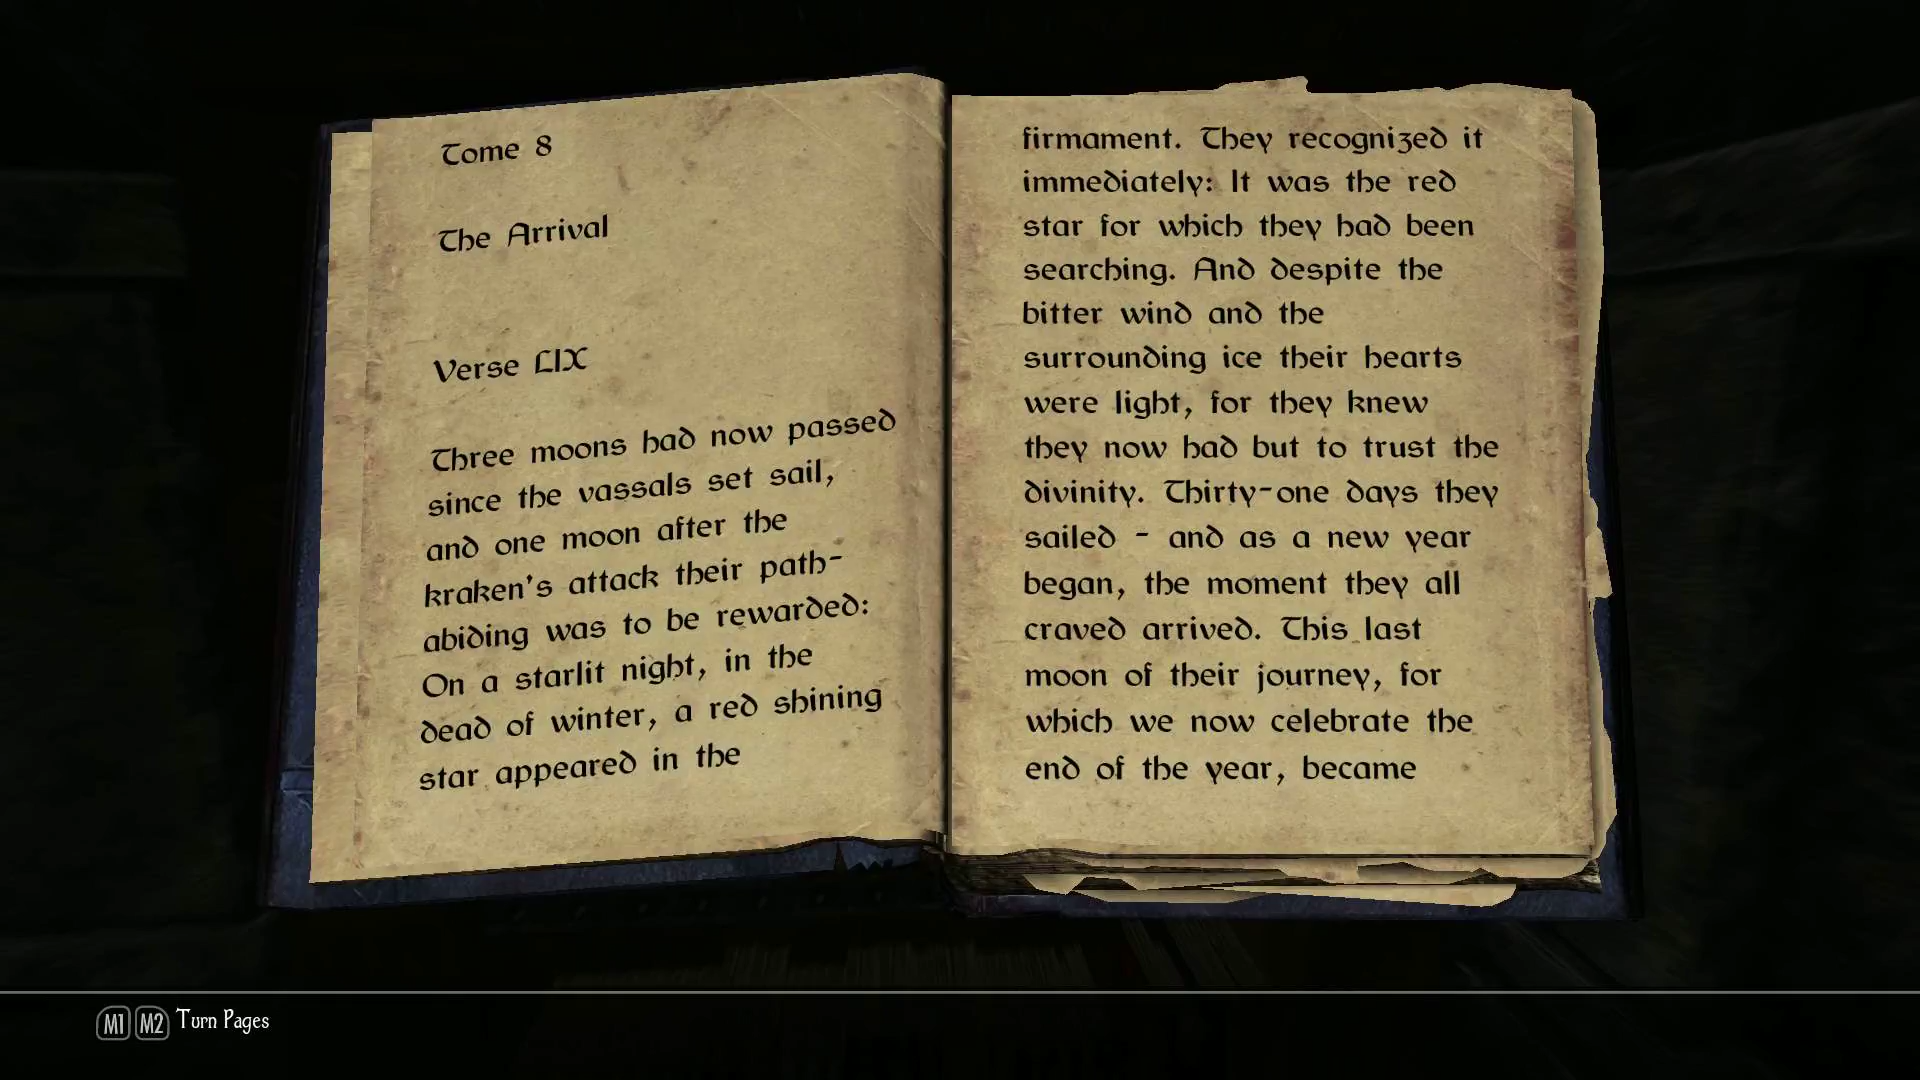 Tome 8
The Arrival
Verse LIX
Three moons had now passed
since the vassals set sail,
and one moon after the
kraken's attack their path-
abiding was to be rewarded:
On a starlit night, in the
dead of winter, a red shining
star appeared in the
firmament. They recognized it
immediately: It was the red
star for which they had been
searching. And despite the
bitter wind and the
surrounding ice their hearts
were light, for they knew
they now had but to trust the
divinity. Thirty-one days they
sailed - and as a new year
began, the moment they all
craved arrived. This last
moon of their journey, for
which we now celebrate the
end of the year, became
M1 M2 Turn Pages